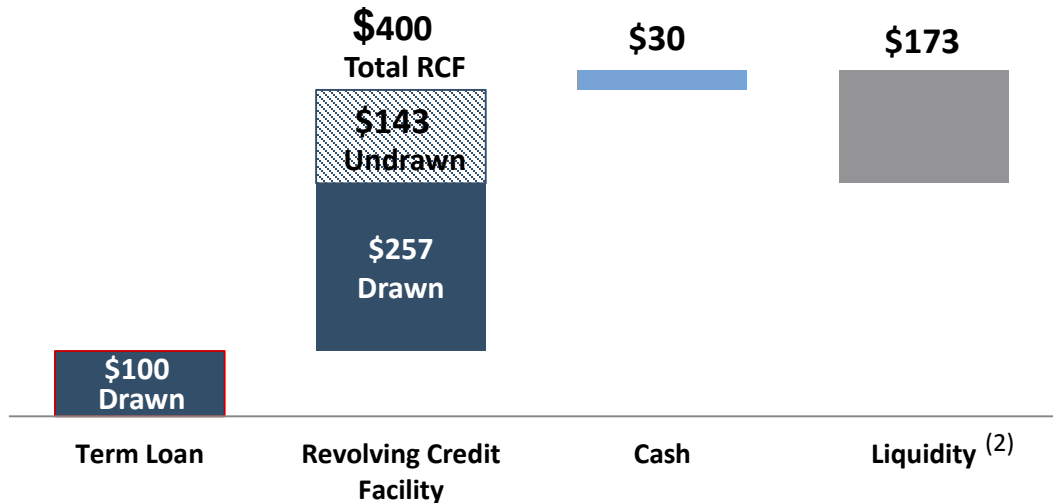 $400
Total RCF
$30
$173
$143
Undrawn
$257
Drawn
$100
Drawn
Term Loan
Revolving Credit
Facility
Cash
Liquidity (2)